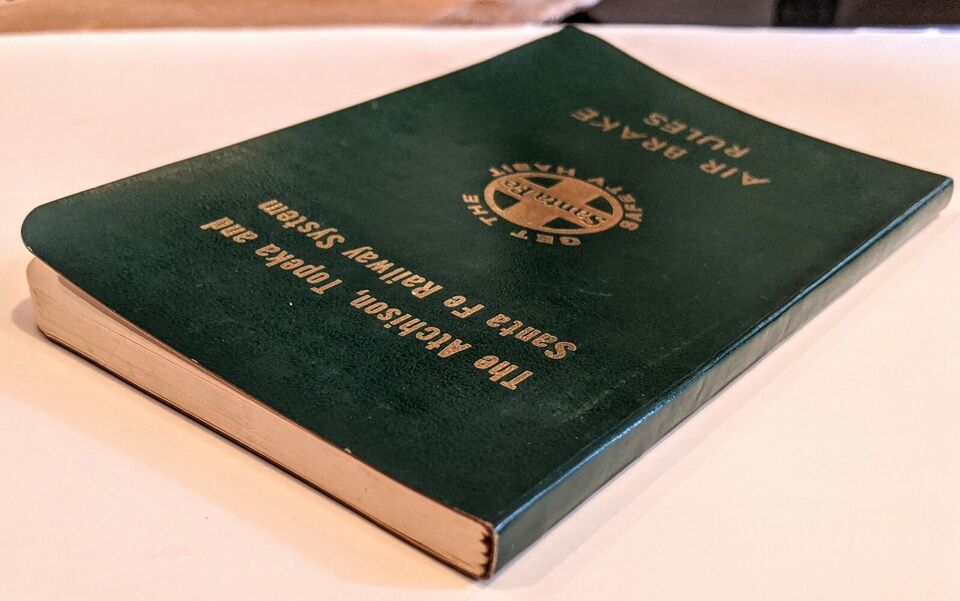 The Atchison, Topeka and
Santa Fe Railway System
GET THE
Santa Fe
SAFETY HABIT
AIR BRAKE
RULES